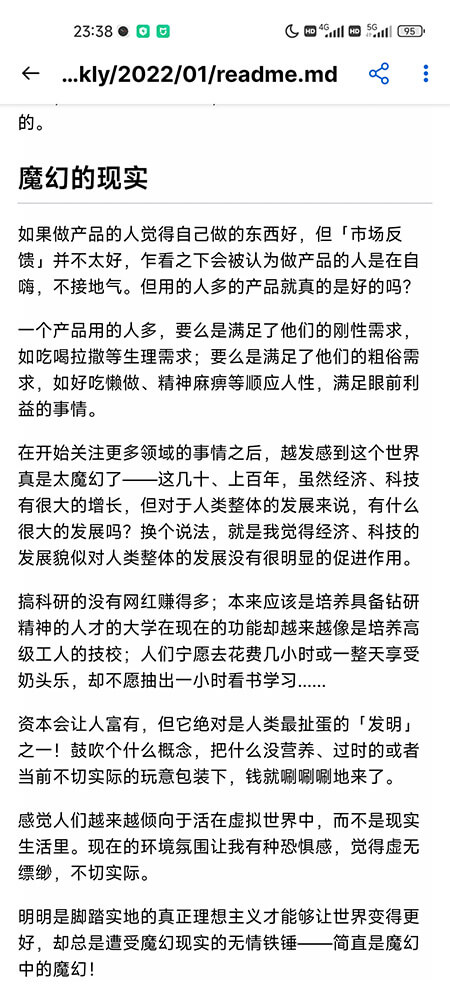 23:38
HD 4G HD 5G 95
...kly/2022/01/readme.md
的。
魔幻的现实
如果做产品的人觉得自己做的东西好，但「市场反
馈」并不太好，乍看之下会被认为做产品的人是在自
嗨，不接地气。但用的人多的产品就真的是好的吗？
一个产品用的人多，要么是满足了他们的刚性需求，
如吃喝拉撒等生理需求；要么是满足了他们的粗俗需
求，如好吃懒做、精神麻痹等顺应人性，满足眼前利
益的事情。
在开始关注更多领域的事情之后，越发感到这个世界
真是太魔幻了——这几十、上百年，虽然经济、科技
有很大的增长，但对于人类整体的发展来说，有什么
很大的发展吗？换个说法，就是我觉得经济、科技的
发展貌似对人类整体的发展没有很明显的促进作用。
搞科研的没有网红赚得多；本来应该是培养具备钻研
精神的人才的大学在现在的功能却越来越像是培养高
级工人的技校；人们宁愿去花费几小时或一整天享受
奶头乐，却不愿抽出一小时看书学习......
资本会让人富有，但它绝对是人类最扯蛋的「发明」
之一！鼓吹个什么概念，把什么没营养、过时的或者
当前不切实际的玩意包装下，钱就唰唰唰地来了。
感觉人们越来越倾向于活在虚拟世界中，而不是现实
生活里。现在的环境氛围让我有种恐惧感，觉得虚无
缥缈，不切实际。
明明是脚踏实地的真正理想主义才能够让世界变得更
好，却总是遭受魔幻现实的无情铁锤——简直是魔幻
中的魔幻！